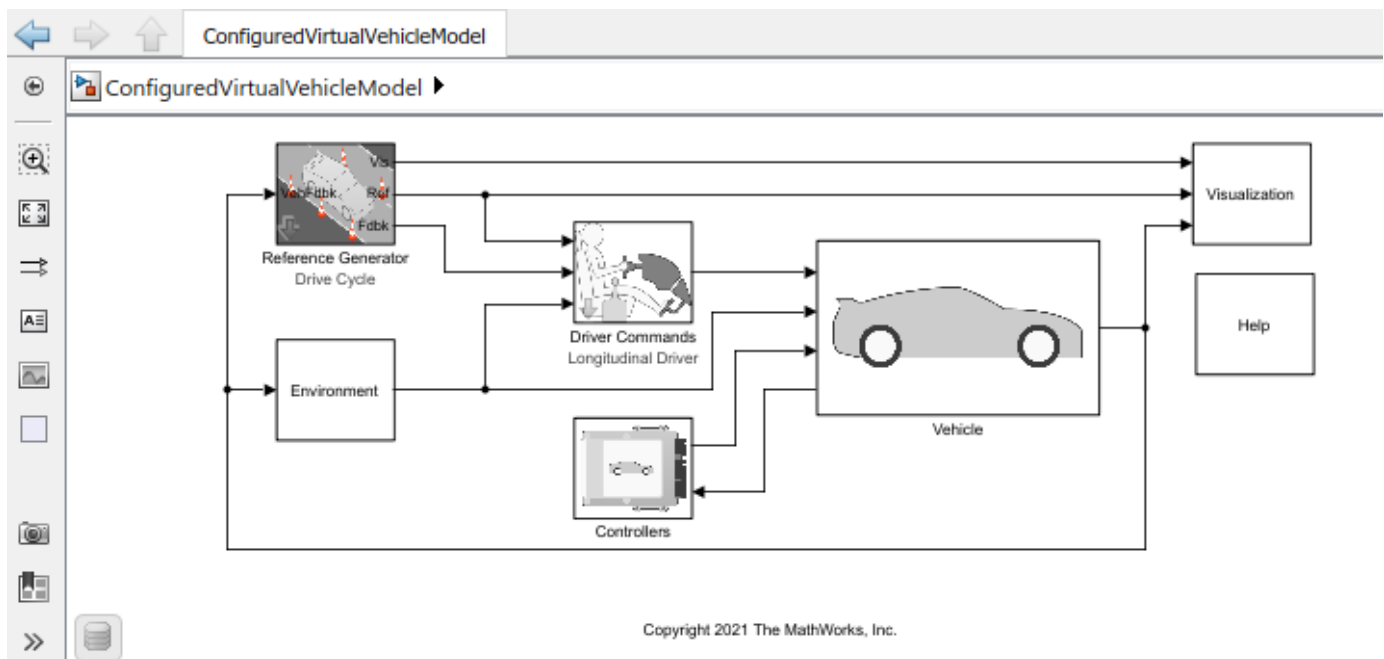 ConfiguredVirtualVehicleModel
ConfiguredVirtualVehicleModel
Vis
VehFdbk
Ref
Fdbk
Reference Generator
Drive Cycle
Environment
Driver Commands
Longitudinal Driver
Controllers
Vehicle
Visualization
Help
A
Copyright 2021 The MathWorks, Inc.